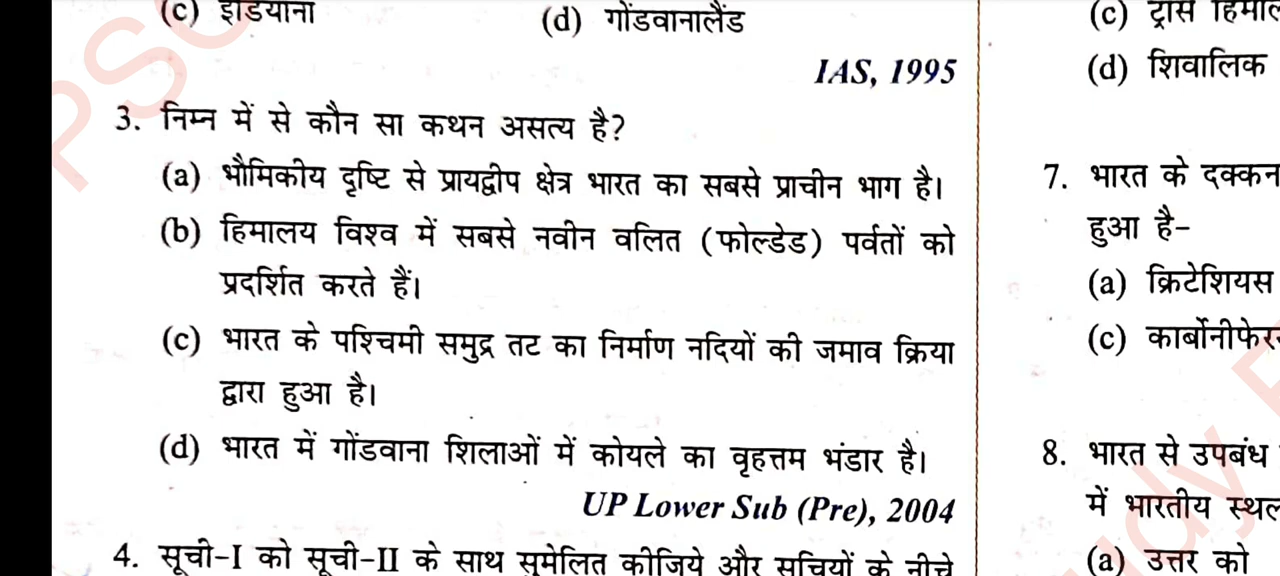 (c) इंडियाना (d) गोंडवानालैंड
IAS, 1995
3. निम्न में से कौन सा कथन असत्य है?
(a) भौमिकीय दृष्टि से प्रायद्वीप क्षेत्र भारत का सबसे प्राचीन भाग है।
(b) हिमालय विश्व में सबसे नवीन वलित (फोल्डेड) पर्वतों को
प्रदर्शित करते हैं।
(c) भारत के पश्चिमी समुद्र तट का निर्माण नदियों की जमाव क्रिया
द्वारा हुआ है।
(d) भारत में गोंडवाना शिलाओं में कोयले का वृहत्तम भंडार है।
UP Lower Sub (Pre), 2004
4. सूची-I को सूची-II के साथ सुमेलित कीजिये और सूचियों के नीचे
(c) ट्रांस
(d) शिवालिक
7. भारत के दक्कन
हुआ है-
(a) क्रिटेशियस
(c)
8. भारत से उपबंध
में भारतीय
(a) उत्तर को